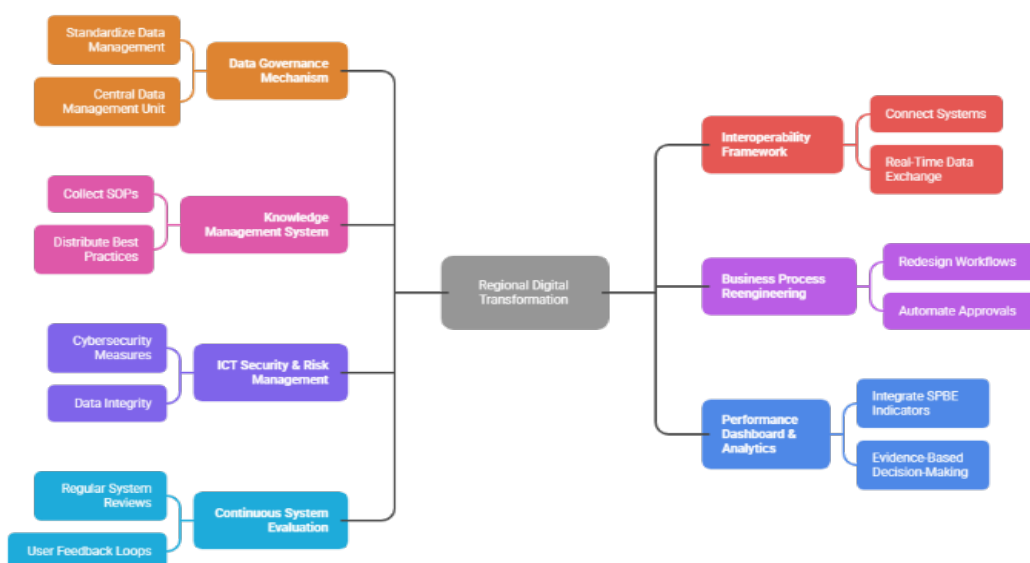 Standardize Data
Management
Central Data
Management Unit
Data Governance
Mechanism
Collect SOPs
Distribute Best
Practices
Knowledge
Management System
Cybersecurity
Measures
Data Integrity
ICT Security & Risk
Management
Regular System
Reviews
User Feedback Loops
Continuous System
Evaluation
Regional Digital
Transformation
Interoperability
Framework
Connect Systems
Real-Time Data
Exchange
Business Process
Reengineering
Redesign Workflows
Automate Approvals
Performance
Dashboard &
Analytics
Integrate SPBE
Indicators
Evidence-Based
Decision-Making